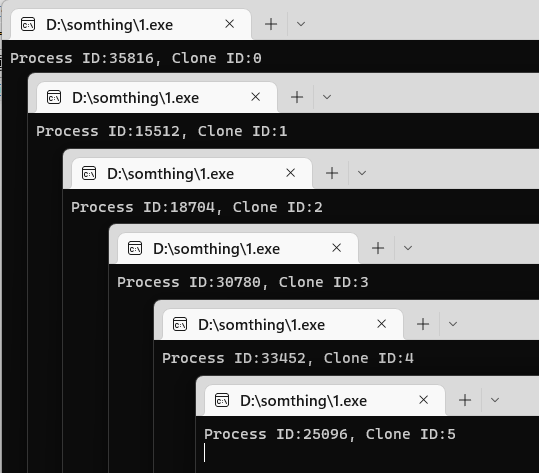 D:\somthing\1.exe
Process ID:35816, Clone ID:0
D:\somthing\1.exe
Process ID:15512, Clone ID:1
D:\somthing\1.exe
Process ID:18704, Clone ID:2
D:\somthing\1.exe
Process ID:30780, Clone ID:3
D:\somthing\1.exe
Process ID:33452, Clone ID:4
D:\somthing\1.exe
Process ID:25096, Clone ID:5